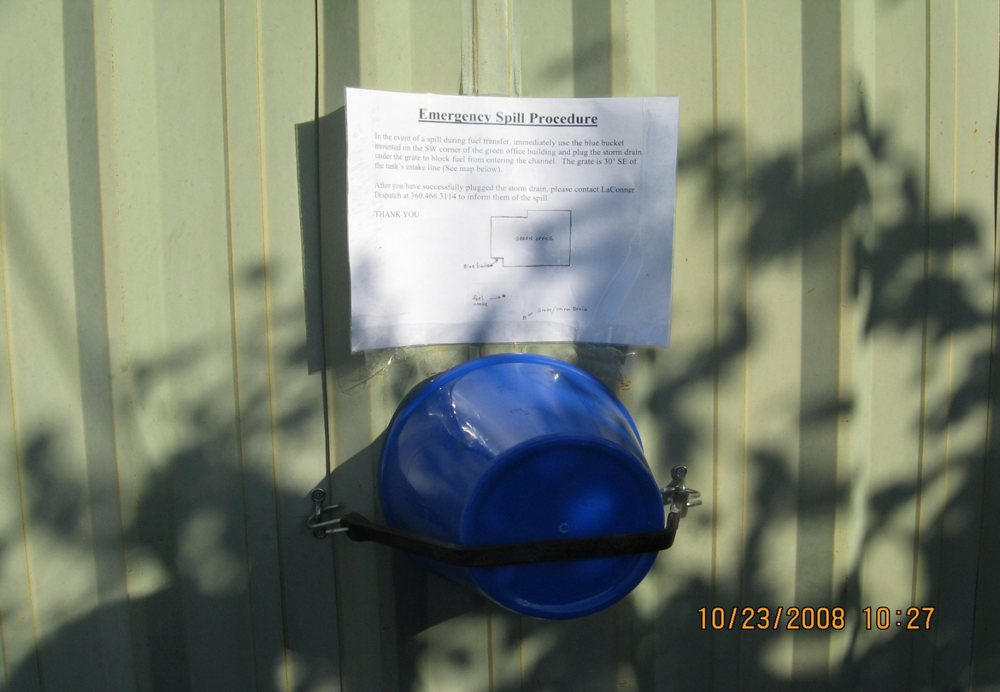 Emergency Spill Procedure
In the event of a spill during fuel transfer, immediately use the blue bucket
mounted on the SW corner of the green office building and plug the storm drain
under the grate to block fuel from entering the channel. The grate is 30' SE of
the tank's intake line (See map below).
After you have successfully plugged the storm drain, please contact LaConner
Dispatch at 360.466.3114 to inform them of the spill.
THANK YOU
GREEN OFFICE
Blue bucket
fuel
intake
Grate/Storm Drain
10/23/2008 10:27